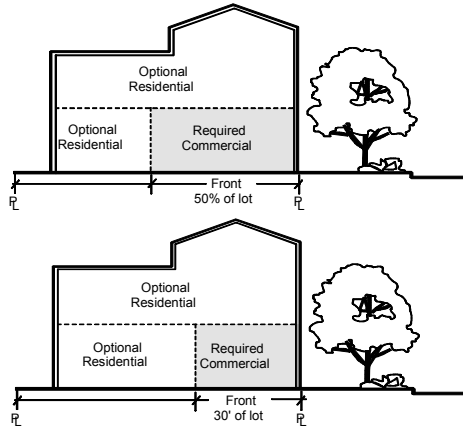 Optional
Residential
Optional
Residential
Required
Commercial
Front
50% of lot
PL
PL
Optional
Residential
Optional
Residential
Required
Commercial
Front
30' of lot
PL
PL